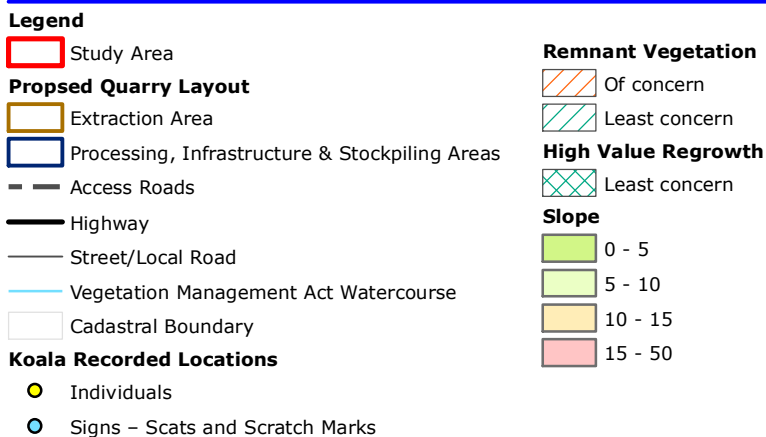 Legend
Study Area
Propsed Quarry Layout
Extraction Area
Processing, Infrastructure & Stockpiling Areas
Access Roads
Highway
Street/Local Road
Vegetation Management Act Watercourse
Cadastral Boundary
Koala Recorded Locations
Individuals
Signs – Scats and Scratch Marks
Remnant Vegetation
Of concern
Least concern
High Value Regrowth
Least concern
Slope
0 - 5
5 - 10
10 - 15
15 - 50